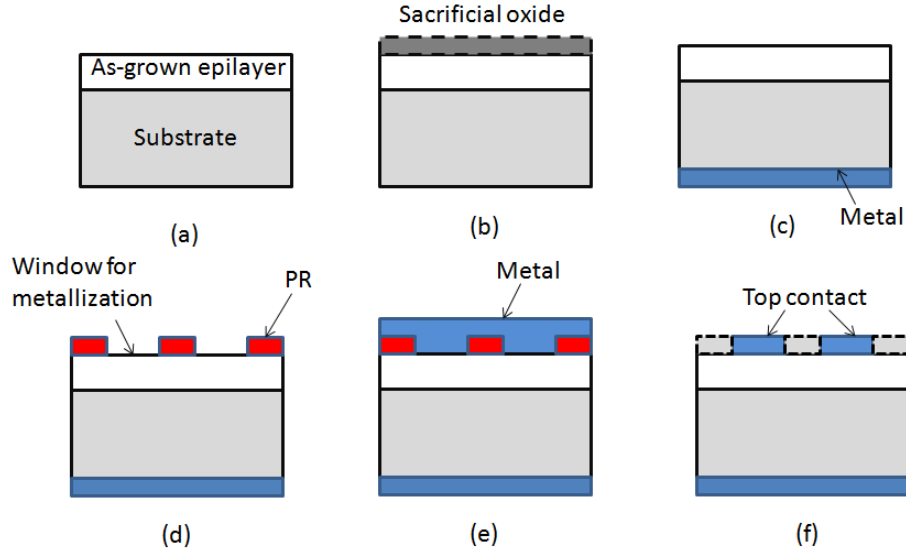 Sacrificial oxide
As-grown epilayer
Substrate
Metal
(a)
(b)
(c)
Window for
metallization
PR
Metal
Top contact
(d)
(e)
(f)